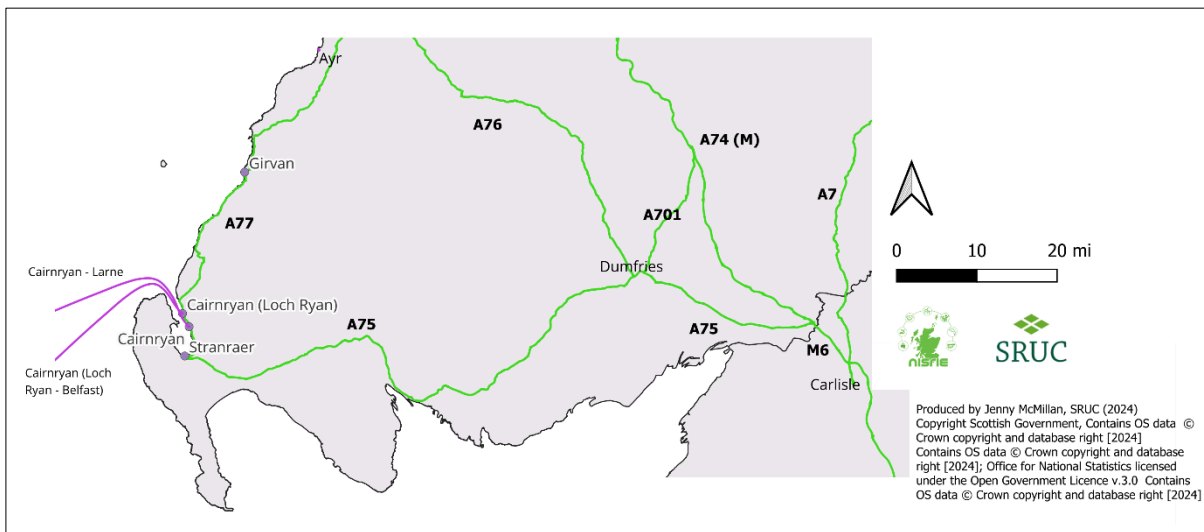 Ayr
A76
A74 (M)
Girvan
A7
A77
A701
0 10 20 mi
Dumfries
Cairnryan - Larne
Cairnryan (Loch Ryan)
A75
A75
Cairnryan
Stranraer
M6
Cairnryan (Loch
Ryan - Belfast)
Carlisle
NISRIE
SRUC
Produced by Jenny McMillan, SRUC (2024)
Copyright Scottish Government, Contains OS data ©
Crown copyright and database right [2024]
Contains OS data © Crown copyright and database
right [2024]; Office for National Statistics licensed
under the Open Government Licence v.3.0 Contains
OS data © Crown copyright and database right [2024]